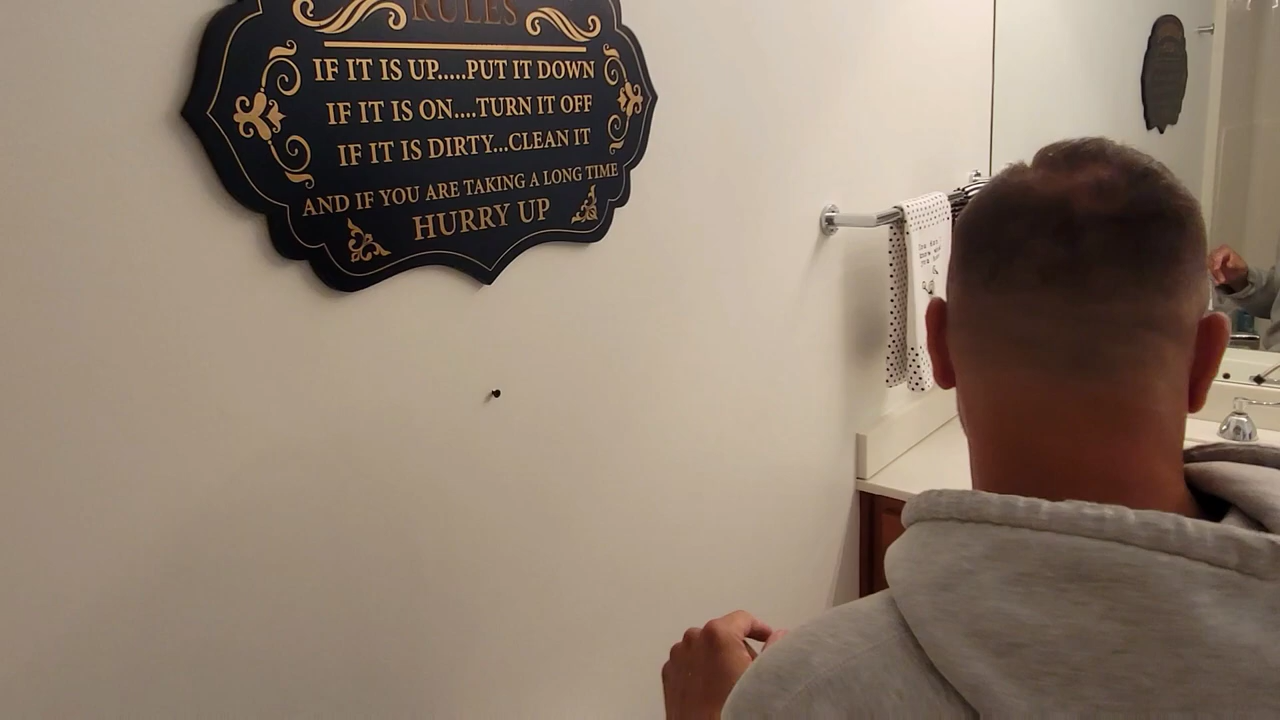 RULES
IF IT IS UP.....PUT IT DOWN
IF IT IS ON....TURN IT OFF
IF IT IS DIRTY...CLEAN IT
AND IF YOU ARE TAKING A LONG TIME
HURRY UP